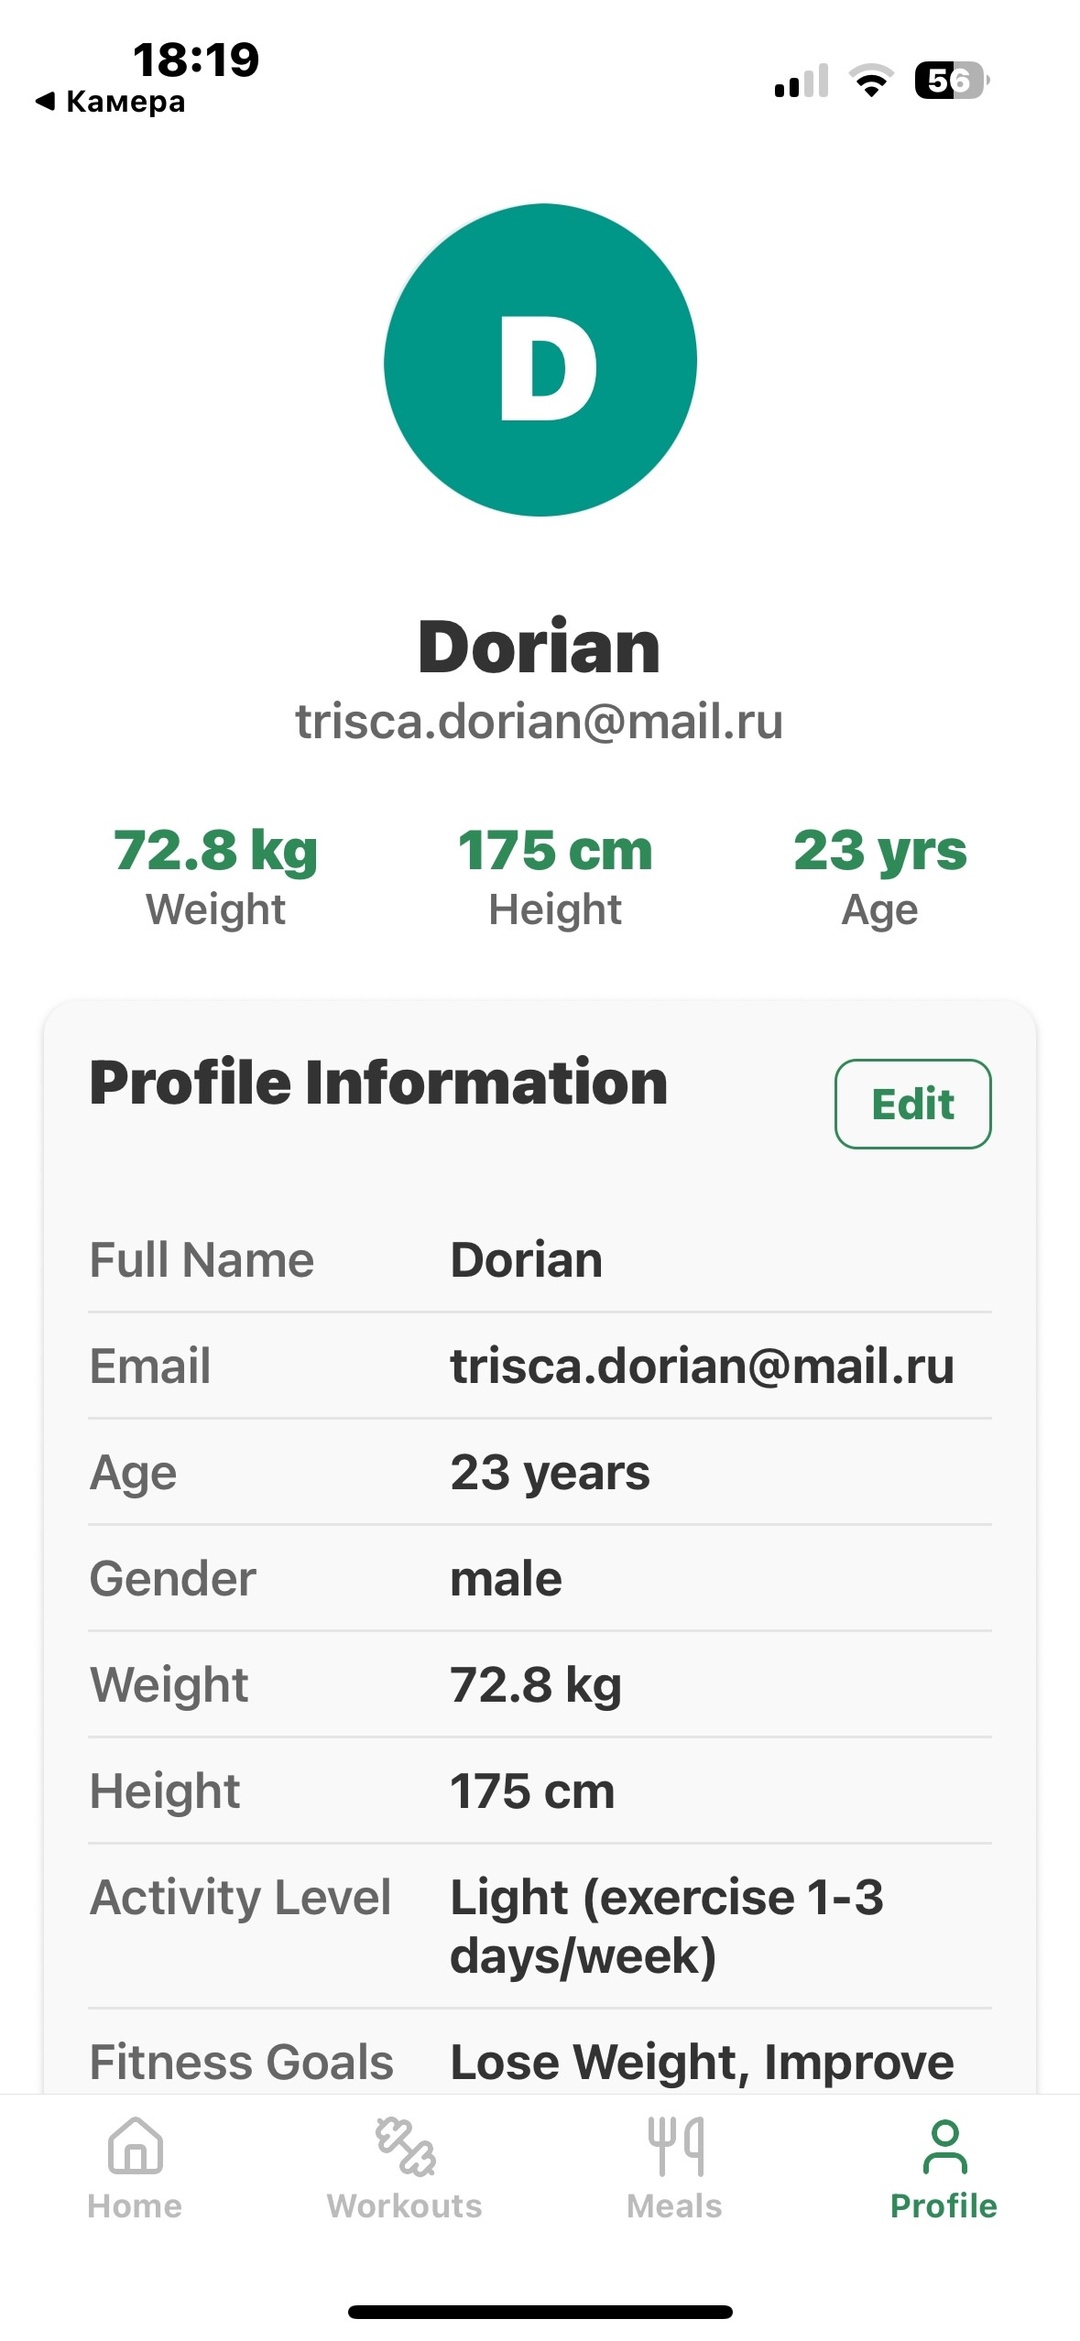 18:19
◀ Камера
56
D
Dorian
trisca.dorian@mail.ru
72.8 kg 175 cm 23 yrs
Weight Height Age
Profile Information Edit
Full Name Dorian
Email trisca.dorian@mail.ru
Age 23 years
Gender male
Weight 72.8 kg
Height 175 cm
Activity Level Light (exercise 1-3
days/week)
Fitness Goals Lose Weight, Improve
Home Workouts Meals Profile